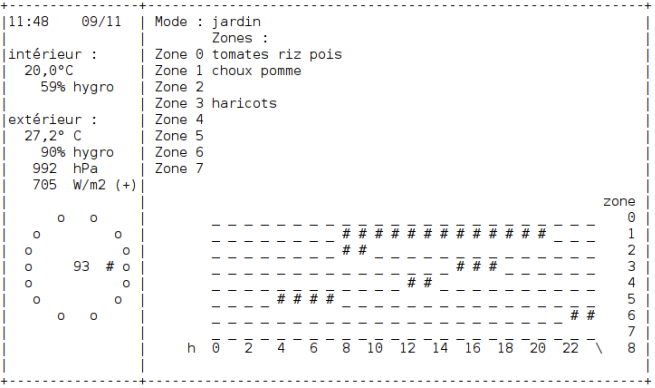 11:48 09/11
intérieur :
20,0°C
59% hygro
extérieur :
27,2° C
90% hygro
992 hPa
705 W/m2 (+)
o o
o o
o o
o 93 # o
o o
o o
o o
Mode : jardin
Zones :
Zone 0 tomates riz pois
Zone 1 choux pomme
Zone 2
Zone 3 haricots
Zone 4
Zone 5
Zone 6
Zone 7
zone
_ _ _ _ _ _ _ _ _ _ _ _ _ _ _ _ _ _ _ _ _ _ _ _ 0
_ _ _ _ _ _ _ _ # # # # # # # # # # # # # _ _ _ 1
_ _ _ _ _ _ _ _ # # _ _ _ _ _ _ _ _ _ _ _ _ _ _ 2
_ _ _ _ _ _ _ _ _ _ _ _ _ _ _ # # # _ _ _ _ _ _ 3
_ _ _ _ _ _ _ _ _ _ _ _ # # _ _ _ _ _ _ _ _ _ _ 4
_ _ _ _ # # # # _ _ _ _ _ _ _ _ _ _ _ _ _ _ _ _ 5
_ _ _ _ _ _ _ _ _ _ _ _ _ _ _ _ _ _ _ _ _ _ # # 6
_ _ _ _ _ _ _ _ _ _ _ _ _ _ _ _ _ _ _ _ _ _ _ _ 7
h 0 2 4 6 8 10 12 14 16 18 20 22 \ 8